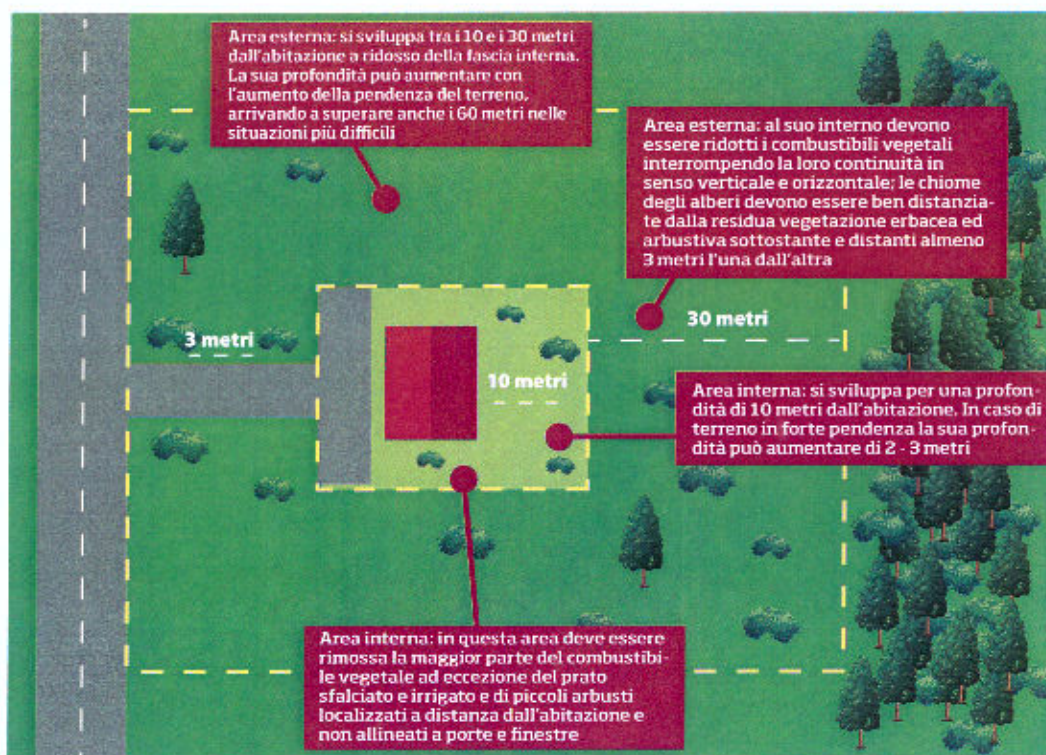 Area esterna: si sviluppa tra i 10 e i 30 metri
dall'abitazione a ridosso della fascia interna.
La sua profondità può aumentare con
l'aumento della pendenza del terreno,
arrivando a superare anche i 60 metri nelle
situazioni più difficili
Area esterna: al suo interno devono
essere ridotti i combustibili vegetali
interrompendo la loro continuità in
senso verticale e orizzontale; le chiome
degli alberi devono essere ben distanzia-
te dalla residua vegetazione erbacea ed
arbustiva sottostante e distanti almeno
3 metri l'una dall'altra
30 metri
3 metri
10 metri
Area interna: si sviluppa per una profon-
dità di 10 metri dall'abitazione. In caso di
terreno in forte pendenza la sua profon-
dità può aumentare di 2 - 3 metri
Area interna: in questa area deve essere
rimossa la maggior parte del combustibi-
le vegetale ad eccezione del prato
sfalciato e irrigato e di piccoli arbusti
localizzati a distanza dall'abitazione e
non allineati a porte e finestre